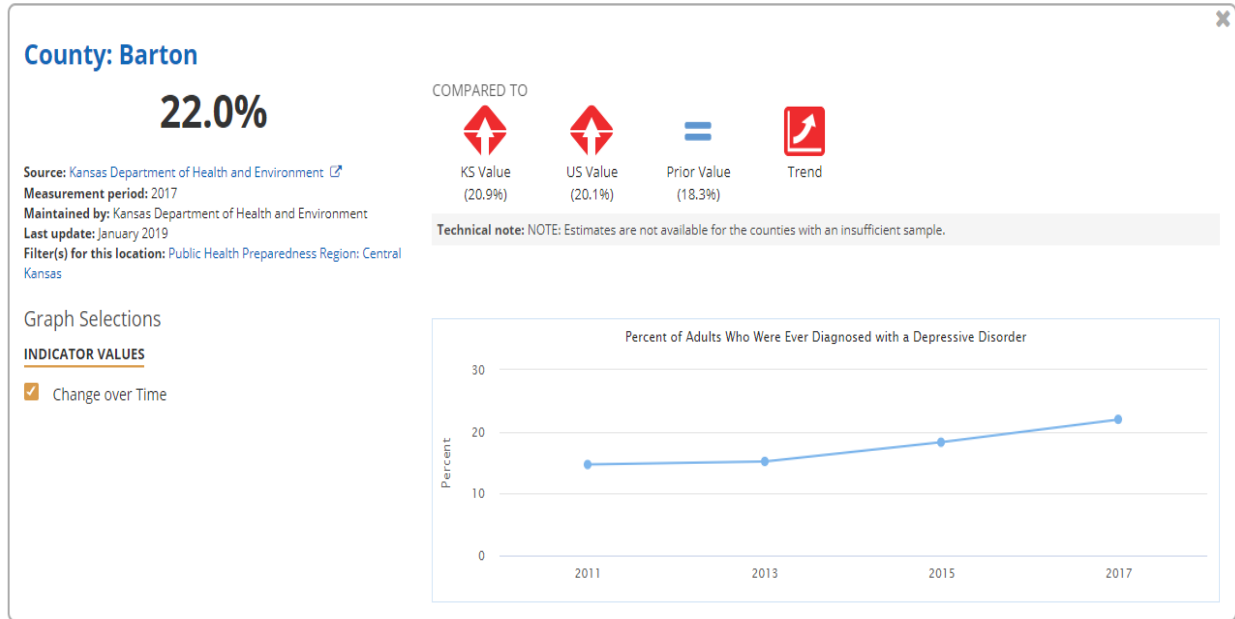 County: Barton
22.0%
Source: Kansas Department of Health and Environment
Measurement period: 2017
Maintained by: Kansas Department of Health and Environment
Last update: January 2019
Filter(s) for this location: Public Health Preparedness Region: Central
Kansas
COMPARED TO
KS Value
(20.9%)
US Value
(20.1%)
Prior Value
(18.3%)
Trend
Technical note: NOTE: Estimates are not available for the counties with an insufficient sample.
Graph Selections
INDICATOR VALUES
Change over Time
Percent of Adults Who Were Ever Diagnosed with a Depressive Disorder
Percent
30
20
10
0
2011 2013 2015 2017